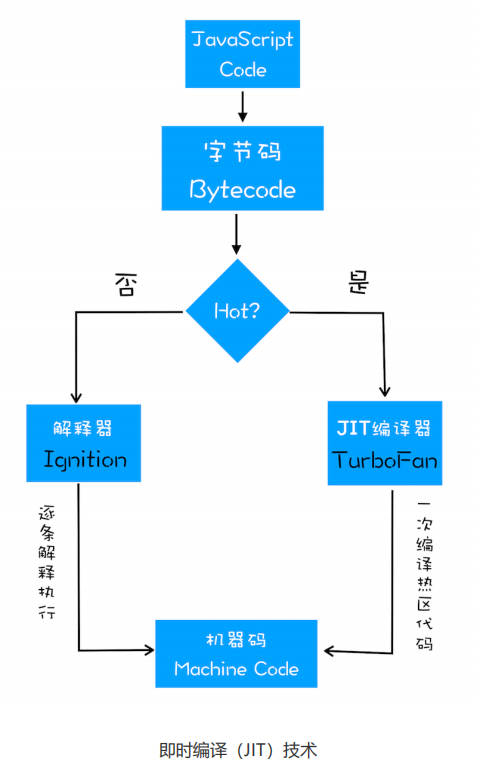 JavaScript
Code
字节码
Bytecode
否
是
Hot?
解释器
Ignition
JIT编译器
TurboFan
逐条解释执行
一次编译热区代码
机器码
Machine Code
即时编译（JIT）技术